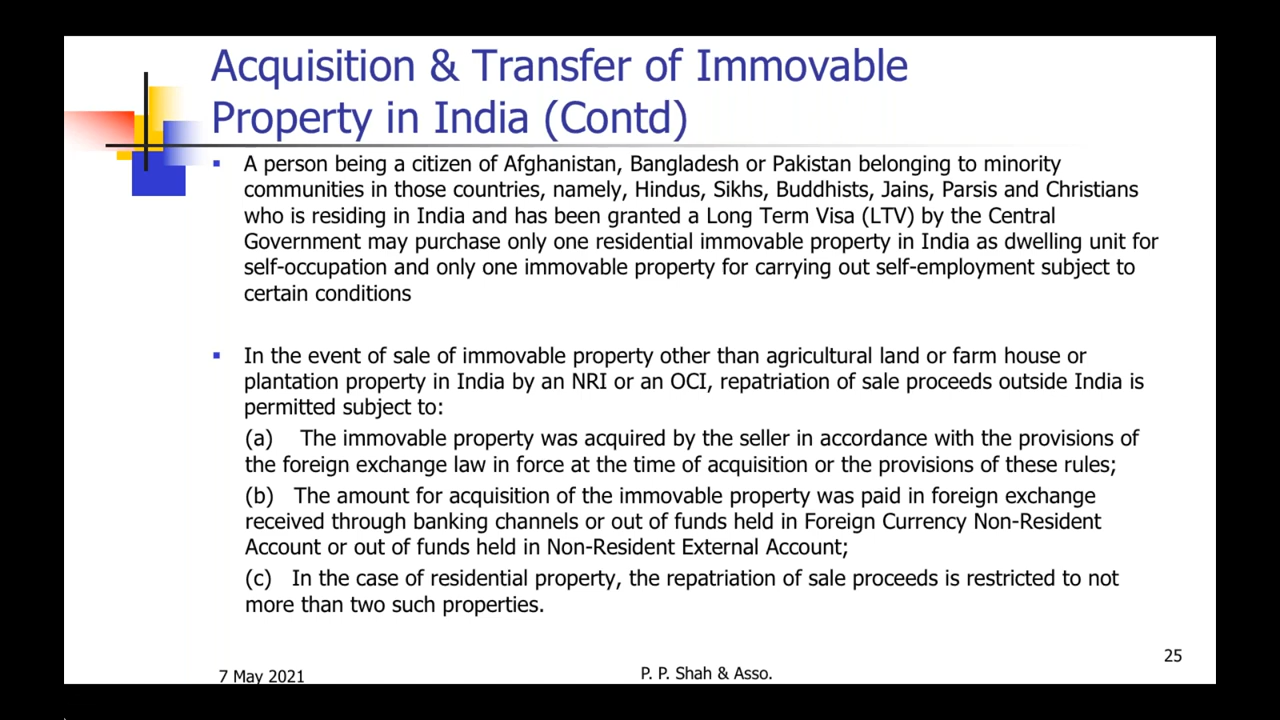 Acquisition & Transfer of Immovable
Property in India (Contd)
A person being a citizen of Afghanistan, Bangladesh or Pakistan belonging to minority
communities in those countries, namely, Hindus, Sikhs, Buddhists, Jains, Parsis and Christians
who is residing in India and has been granted a Long Term Visa (LTV) by the Central
Government may purchase only one residential immovable property in India as dwelling unit for
self-occupation and only one immovable property for carrying out self-employment subject to
certain conditions
In the event of sale of immovable property other than agricultural land or farm house or
plantation property in India by an NRI or an OCI, repatriation of sale proceeds outside India is
permitted subject to:
(a) The immovable property was acquired by the seller in accordance with the provisions of
the foreign exchange law in force at the time of acquisition or the provisions of these rules;
(b) The amount for acquisition of the immovable property was paid in foreign exchange
received through banking channels or out of funds held in Foreign Currency Non-Resident
Account or out of funds held in Non-Resident External Account;
(c) In the case of residential property, the repatriation of sale proceeds is restricted to not
more than two such properties.
25
7 May 2021
P. P. Shah & Asso.